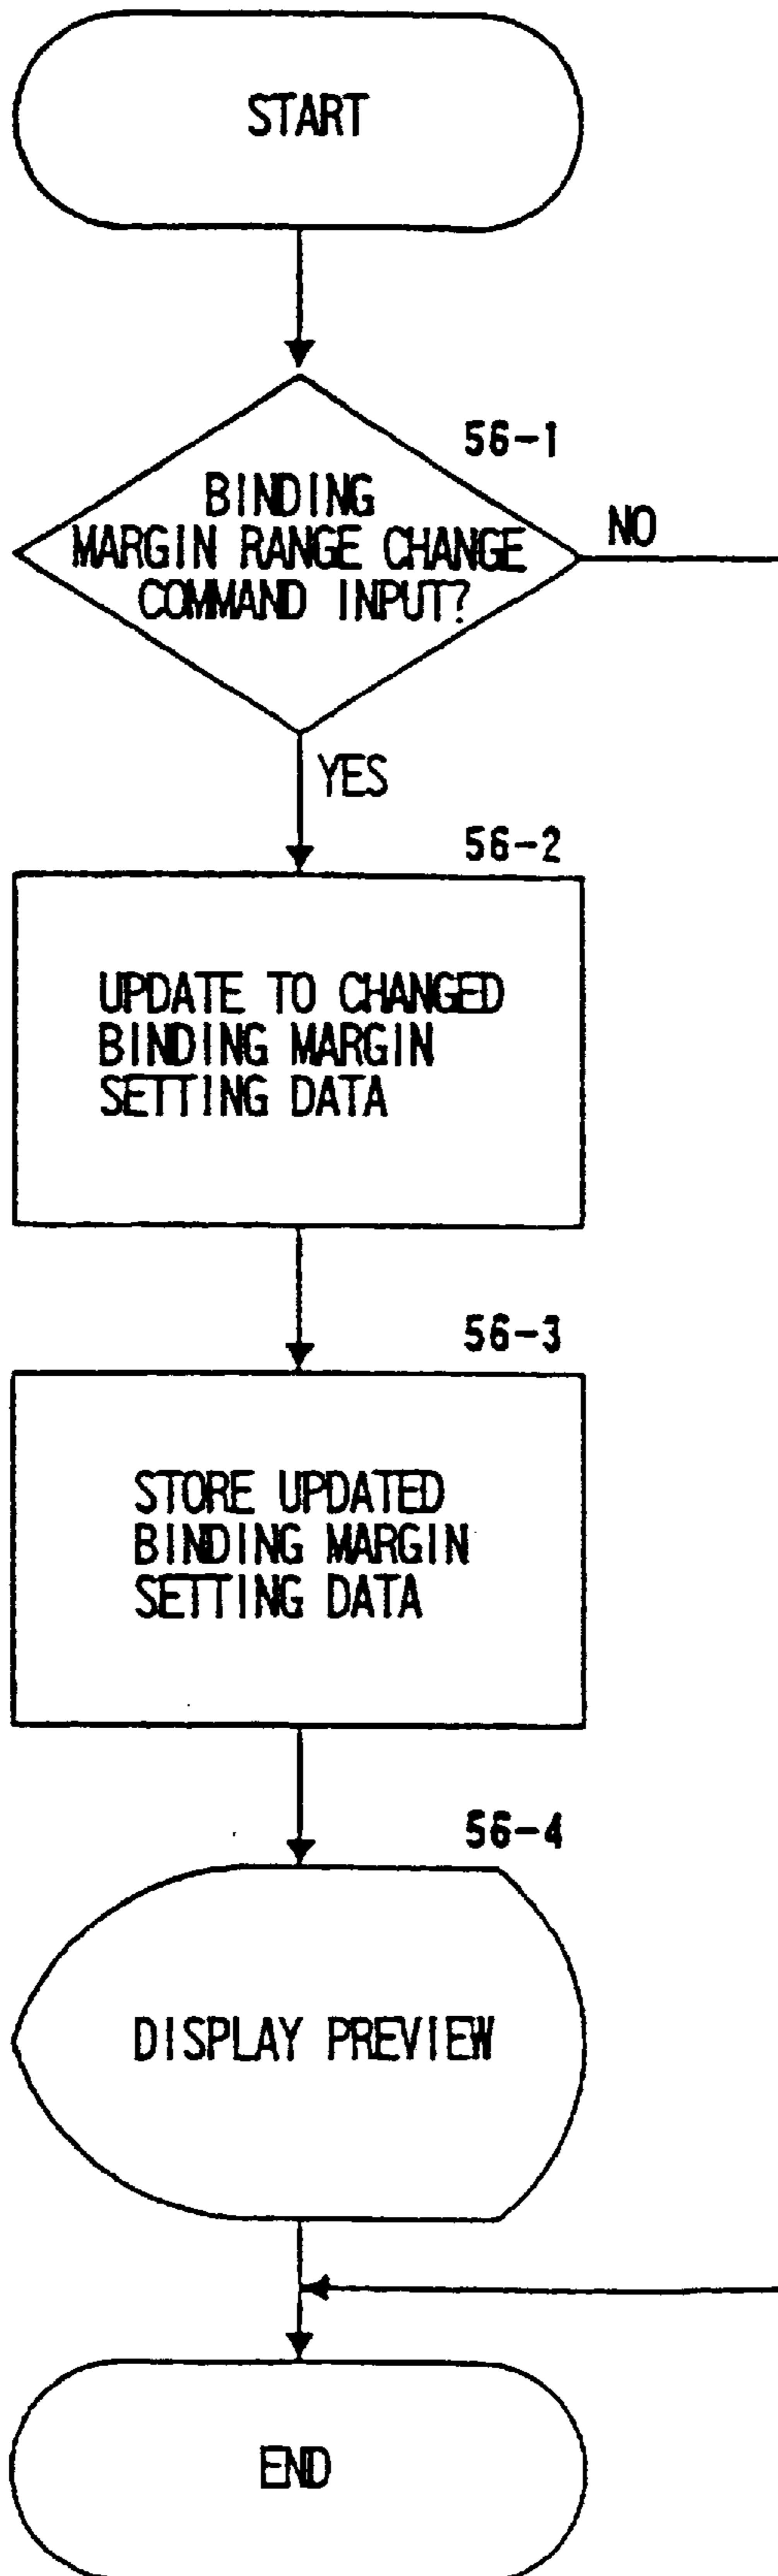 START
56-1
BINDING
MARGIN RANGE CHANGE
COMMAND INPUT?
NO
YES
56-2
UPDATE TO CHANGED
BINDING MARGIN
SETTING DATA
56-3
STORE UPDATED
BINDING MARGIN
SETTING DATA
56-4
DISPLAY PREVIEW
END